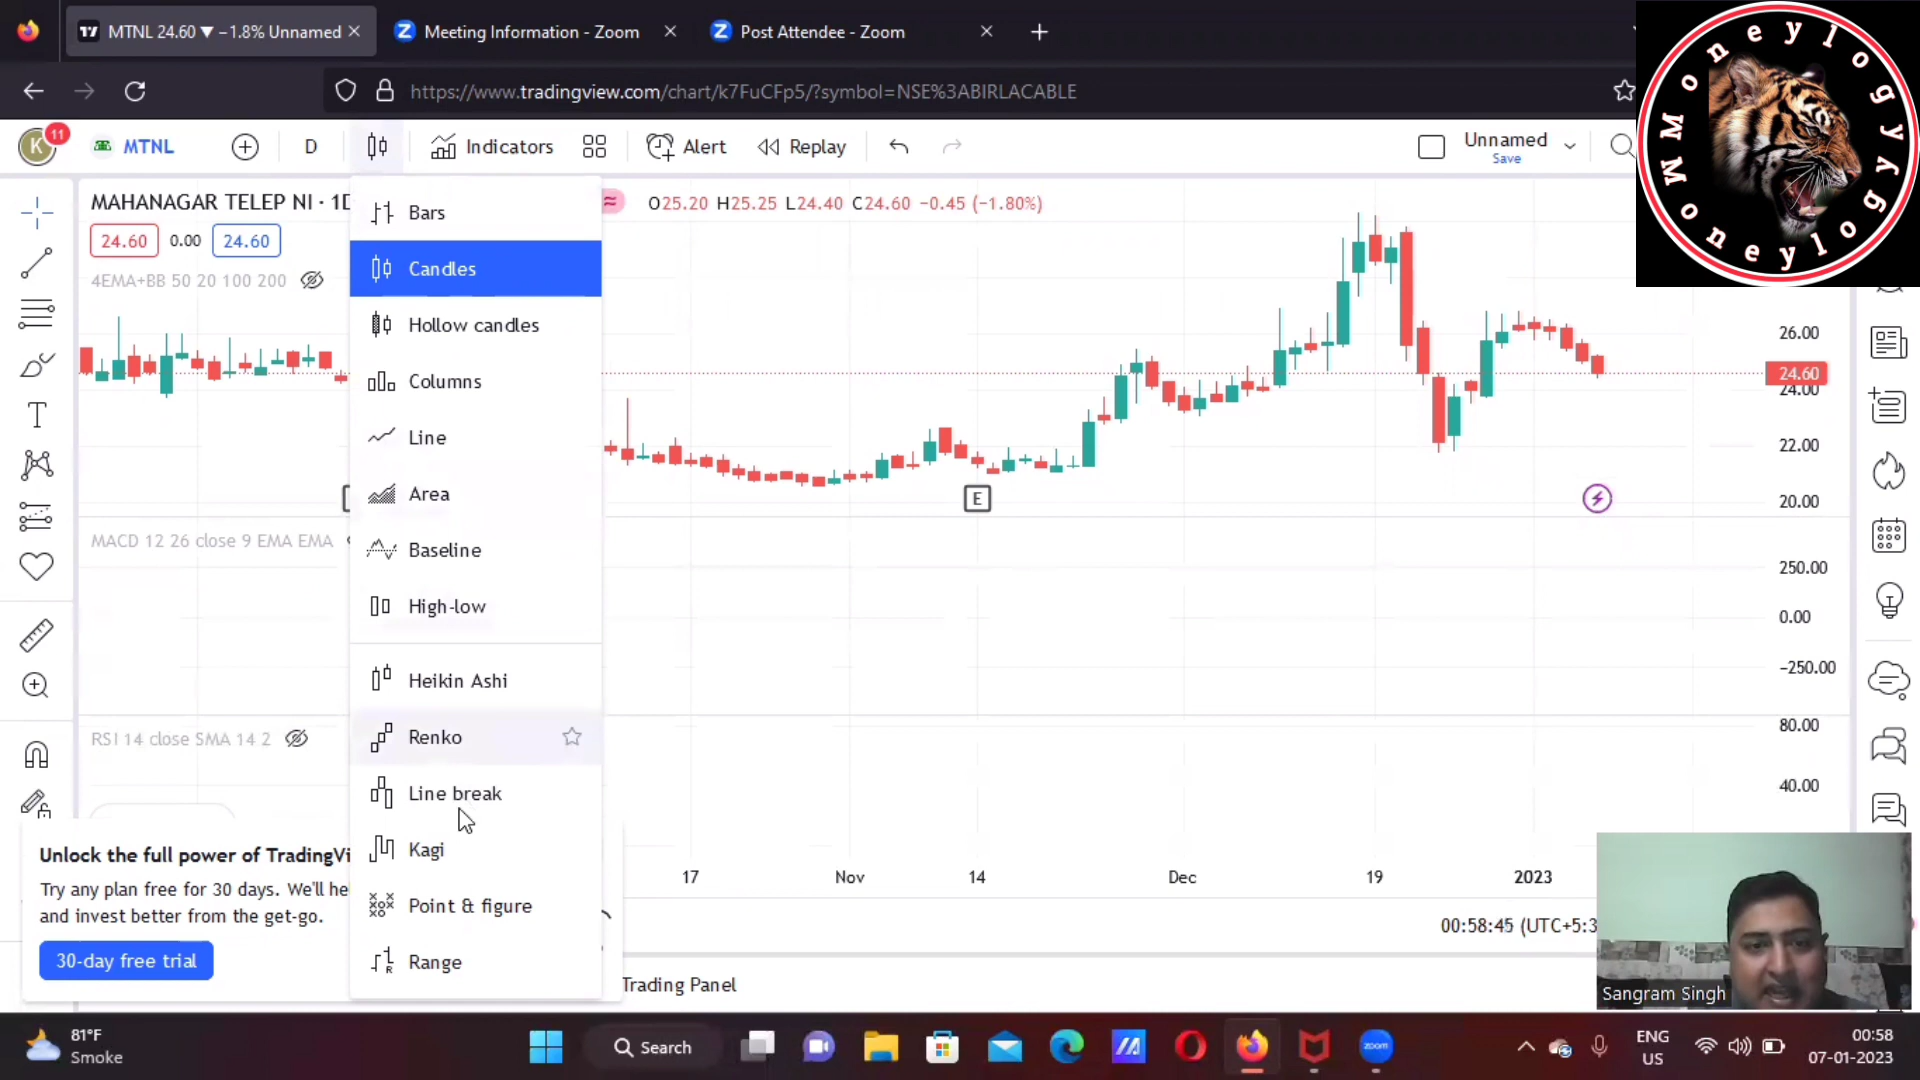 MTNL 24.60 ▼ −1.8% Unnamed
Meeting Information - Zoom
Post Attendee - Zoom
https://www.tradingview.com/chart/k7FuCFp5/?symbol=NSE%3ABIRLACABLE
K
11
MTNL
D
Indicators
Alert
Replay
Unnamed
Save
Moneylogy Moneylogy
MAHANAGAR TELEP NI · 1D
O25.20 H25.25 L24.40 C24.60 −0.45 (−1.80%)
24.60
0.00
24.60
4EMA+BB 50 20 100 200
Bars
Candles
Hollow candles
Columns
Line
Area
Baseline
High-low
Heikin Ashi
Renko
Line break
Kagi
Point & figure
Range
26.00
24.60
24.00
22.00
20.00
E
MACD 12 26 close 9 EMA EMA
250.00
0.00
−250.00
RSI 14 close SMA 14 2
80.00
40.00
17
Nov
14
Dec
19
2023
Unlock the full power of TradingVi
Try any plan free for 30 days. We'll he
and invest better from the get-go.
30-day free trial
00:58:45 (UTC+5:3
Trading Panel
Sangram Singh
81°F
Smoke
Search
zoom
ENG
US
00:58
07-01-2023